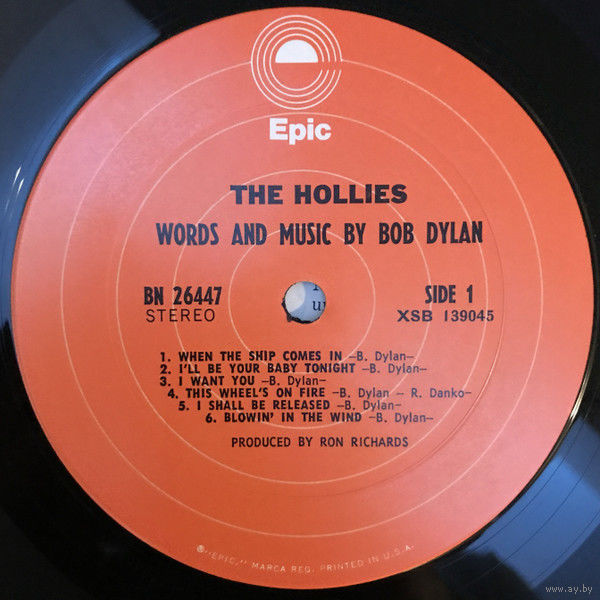 Epic
THE HOLLIES
WORDS AND MUSIC BY BOB DYLAN
BN 26447
STEREO
SIDE 1
XSB 139045
1. WHEN THE SHIP COMES IN –B. Dylan–
2. I'LL BE YOUR BABY TONIGHT –B. Dylan–
3. I WANT YOU –B. Dylan–
4. THIS WHEEL'S ON FIRE –B. Dylan – R. Danko–
5. I SHALL BE RELEASED –B. Dylan–
6. BLOWIN' IN THE WIND –B. Dylan–
PRODUCED BY RON RICHARDS
℗"EPIC," MARCA REG. PRINTED IN U.S.A.
www.ay.by